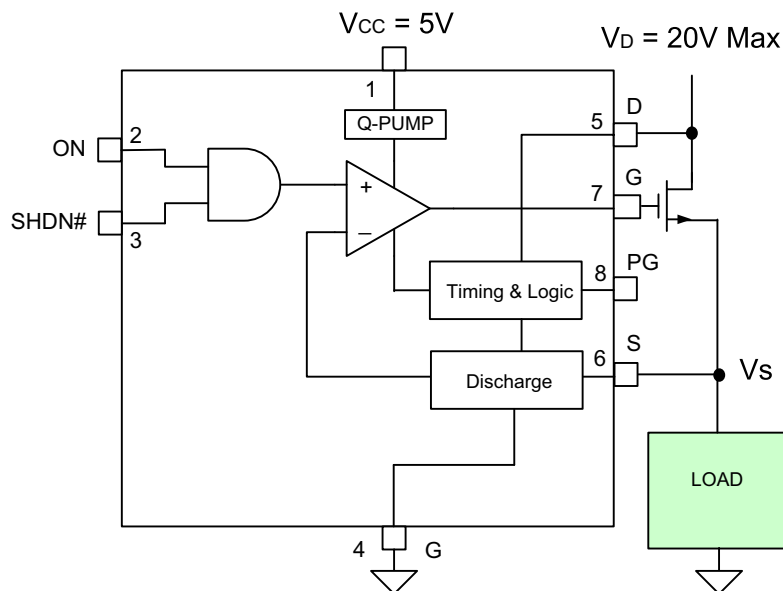 VCC = 5V
VD = 20V Max
1
D
Q-PUMP
5
ON
2
G
7
+
SHDN#
3
–
8
PG
Timing & Logic
6
S
Vs
Discharge
LOAD
4
G